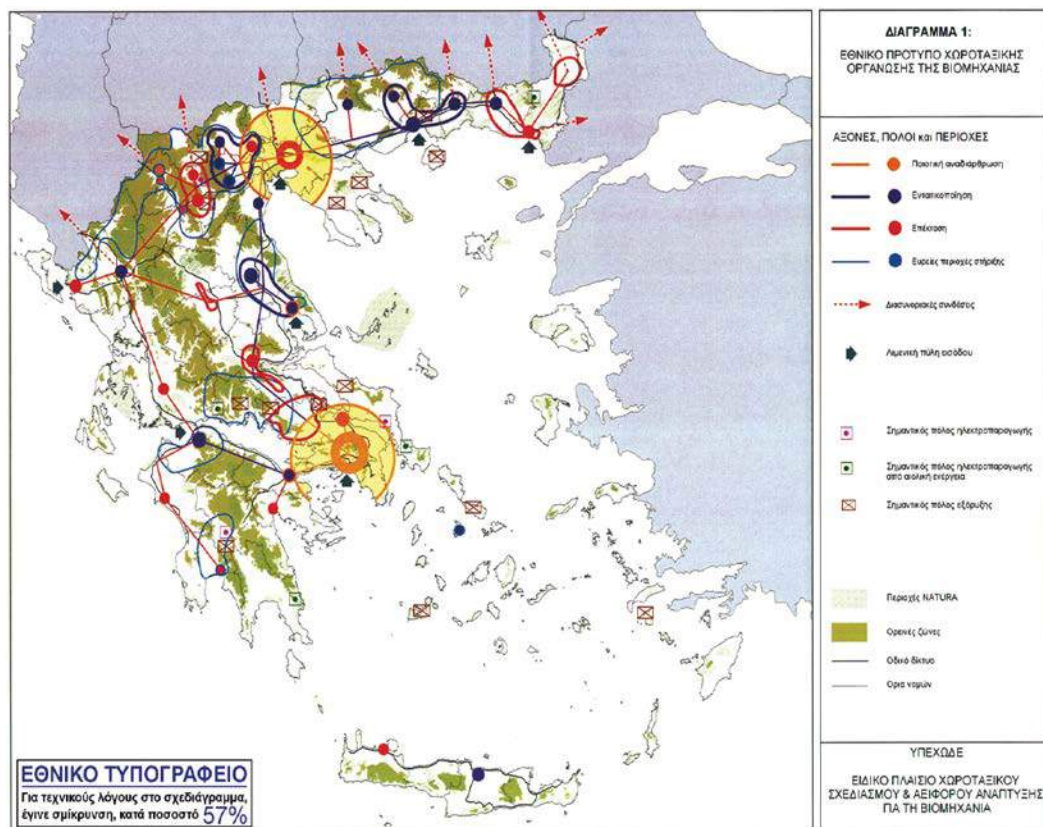 ΔΙΑΓΡΑΜΜΑ 1:
ΕΘΝΙΚΟ ΠΡΟΤΥΠΟ ΧΩΡΟΤΑΞΙΚΗΣ
ΟΡΓΑΝΩΣΗΣ ΤΗΣ ΒΙΟΜΗΧΑΝΙΑΣ
ΑΞΟΝΕΣ, ΠΟΛΟΙ και ΠΕΡΙΟΧΕΣ
Ποιοτική αναδιάρθρωση
Εντατικοποίηση
Επέκταση
Ευρείες περιοχές στήριξης
Διασυνοριακές συνδέσεις
Λιμενική πύλη εισόδου
Σημαντικός πόλος ηλεκτροπαραγωγής
Σημαντικός πόλος ηλεκτροπαραγωγής
από αιολική ενέργεια
Σημαντικός πόλος εξόρυξης
Περιοχές NATURA
Ορεινές ζώνες
Οδικό δίκτυο
Ορια νομών
ΥΠΕΧΩΔΕ
ΕΙΔΙΚΟ ΠΛΑΙΣΙΟ ΧΩΡΟΤΑΞΙΚΟΥ
ΣΧΕΔΙΑΣΜΟΥ & ΑΕΙΦΟΡΟΥ ΑΝΑΠΤΥΞΗΣ
ΓΙΑ ΤΗ ΒΙΟΜΗΧΑΝΙΑ
ΕΘΝΙΚΟ ΤΥΠΟΓΡΑΦΕΙΟ
Για τεχνικούς λόγους στο σχεδιάγραμμα,
έγινε σμίκρυνση, κατά ποσοστό 57%